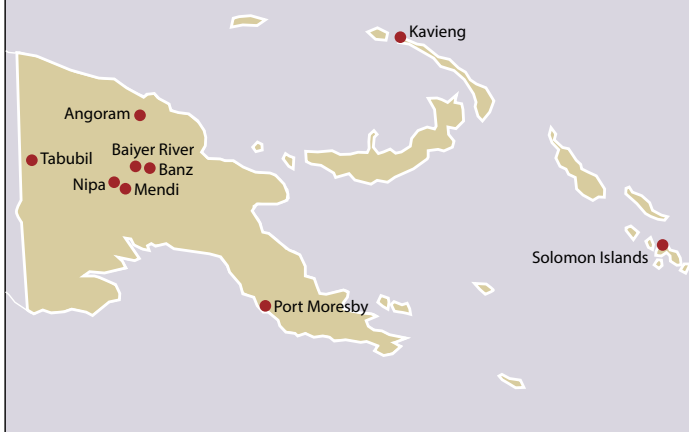 Kavieng
Angoram
Baiyer River
Tabubil
Banz
Nipa
Mendi
Solomon Islands
Port Moresby